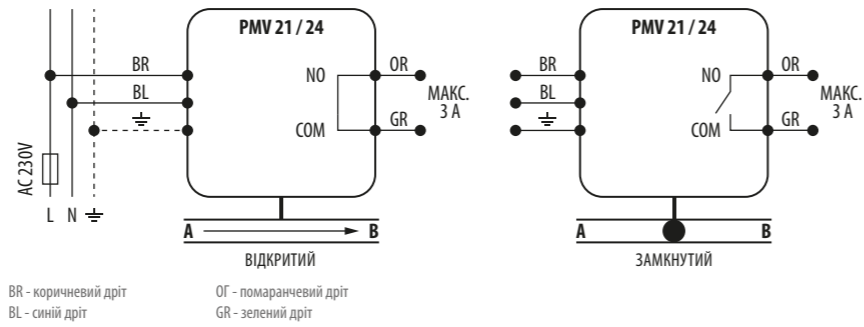 PMV 21 / 24
BR
BL
NO
COM
OR
GR
МАКС.
3 А
AC 230V
L N
A B
ВІДКРИТИЙ
PMV 21 / 24
BR
BL
NO
COM
OR
GR
МАКС.
3 А
A B
ЗАМКНУТИЙ
BR - коричневий дріт
BL - синій дріт
ОГ - помаранчевий дріт
GR - зелений дріт